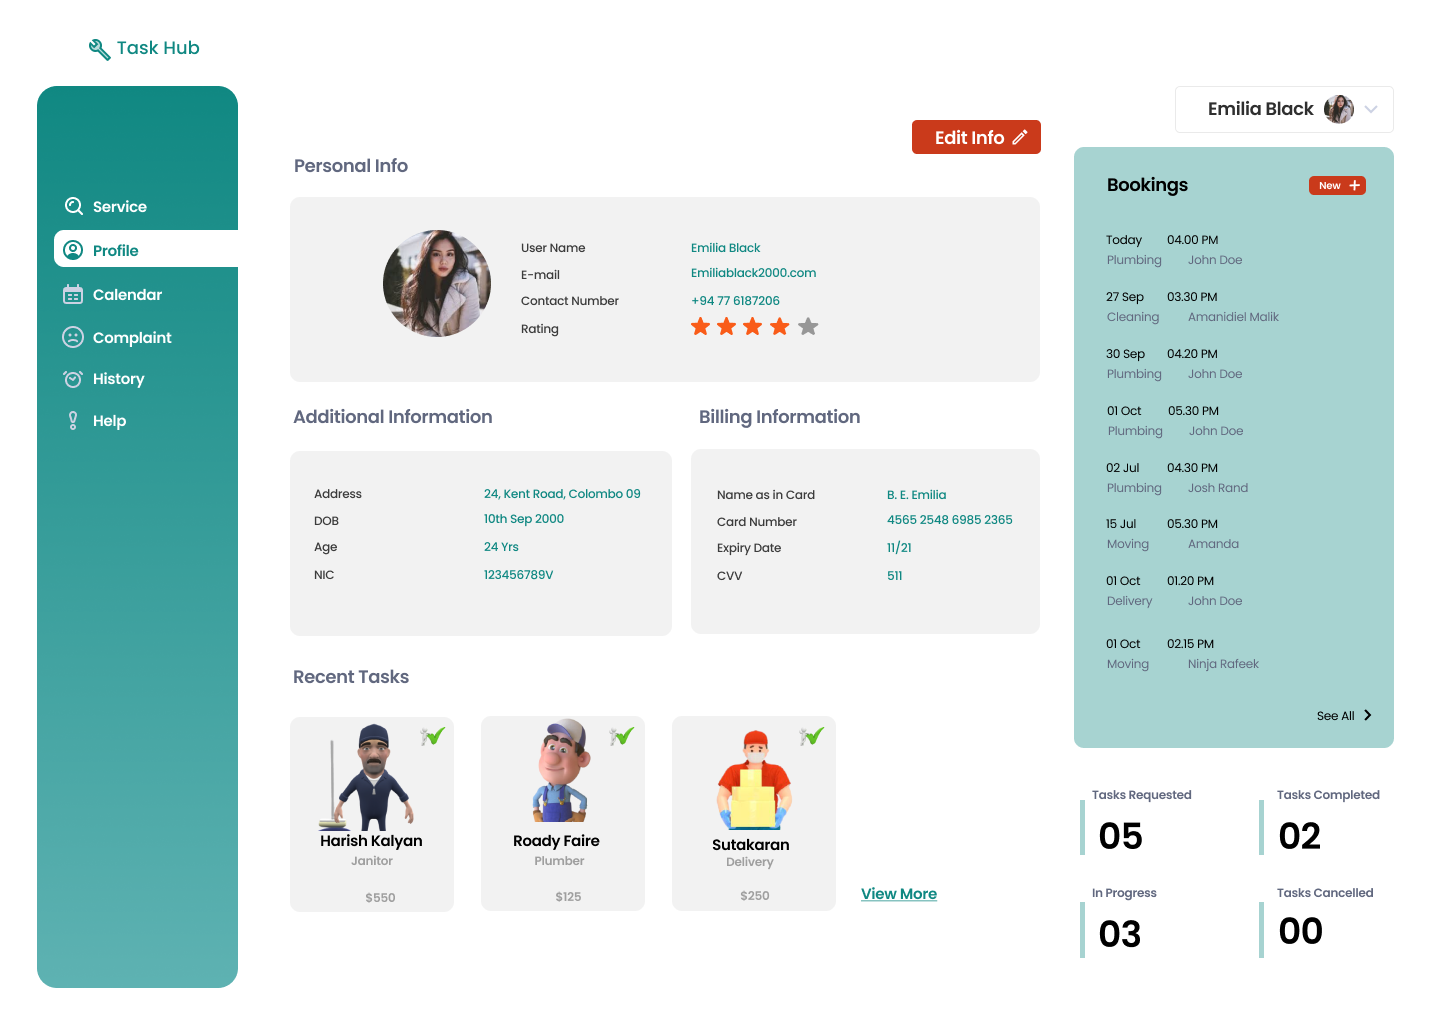 Task Hub
Service
Profile
Calendar
Complaint
History
Help
Edit Info
Personal Info
User Name Emilia Black
E-mail Emiliablack2000.com
Contact Number +94 77 6187206
Rating
Additional Information
Address 24, Kent Road, Colombo 09
DOB 10th Sep 2000
Age 24 Yrs
NIC 123456789V
Billing Information
Name as in Card B. E. Emilia
Card Number 4565 2548 6985 2365
Expiry Date 11/21
CVV 511
Recent Tasks
Harish Kalyan
Janitor
$550
Roady Faire
Plumber
$125
Sutakaran
Delivery
$250
View More
Emilia Black
Bookings
New
Today 04.00 PM
Plumbing John Doe
27 Sep 03.30 PM
Cleaning Amanidiel Malik
30 Sep 04.20 PM
Plumbing John Doe
01 Oct 05.30 PM
Plumbing John Doe
02 Jul 04.30 PM
Plumbing Josh Rand
15 Jul 05.30 PM
Moving Amanda
01 Oct 01.20 PM
Delivery John Doe
01 Oct 02.15 PM
Moving Ninja Rafeek
See All
Tasks Requested
05
Tasks Completed
02
In Progress
03
Tasks Cancelled
00